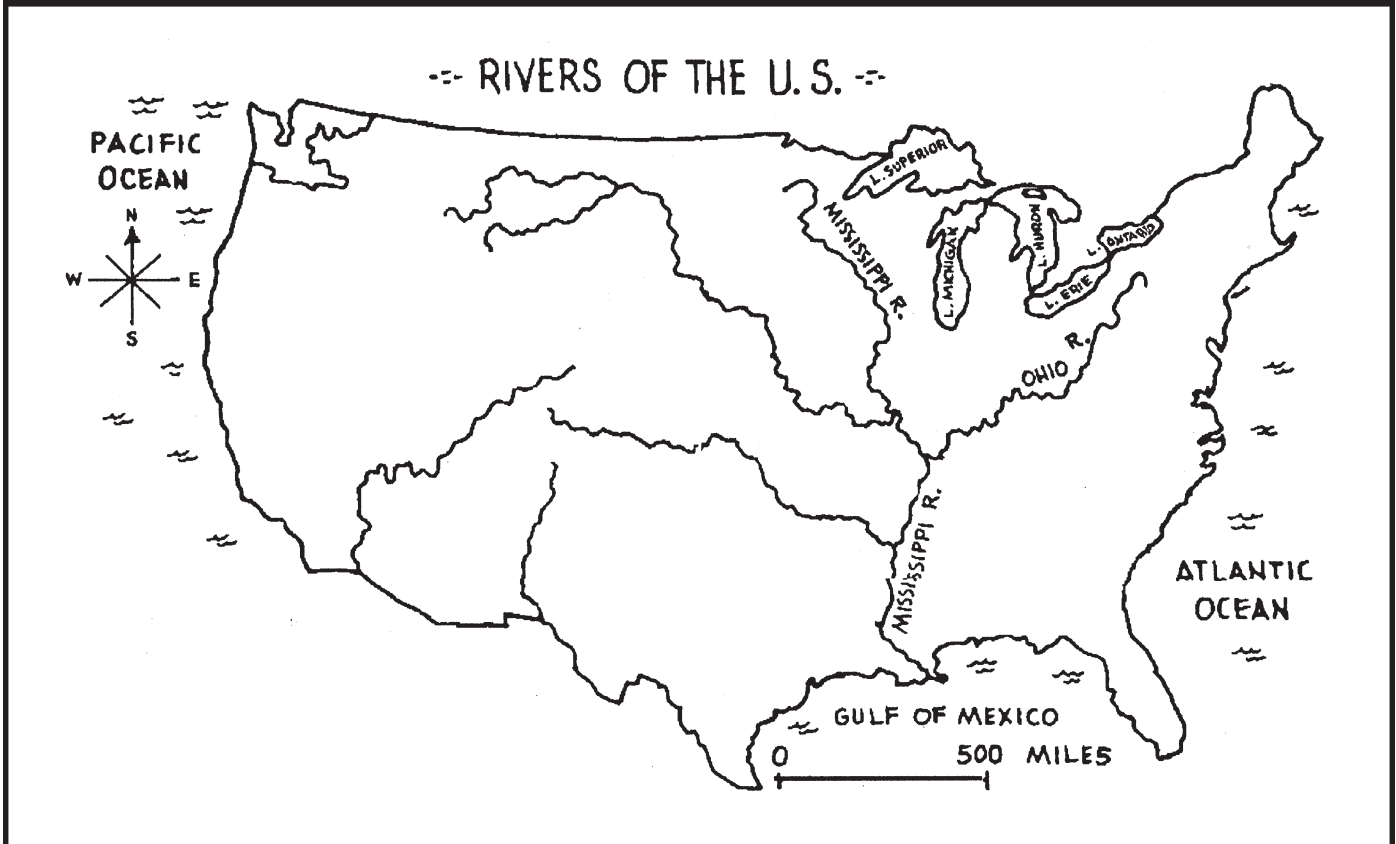 -:- RIVERS OF THE U.S. -:-
PACIFIC
OCEAN
N
W E
S
L. SUPERIOR
MISSISSIPPI R.
L. MICHIGAN
L. HURON
L. ONTARIO
L. ERIE
OHIO R.
MISSISSIPPI R.
ATLANTIC
OCEAN
GULF OF MEXICO
0 500 MILES